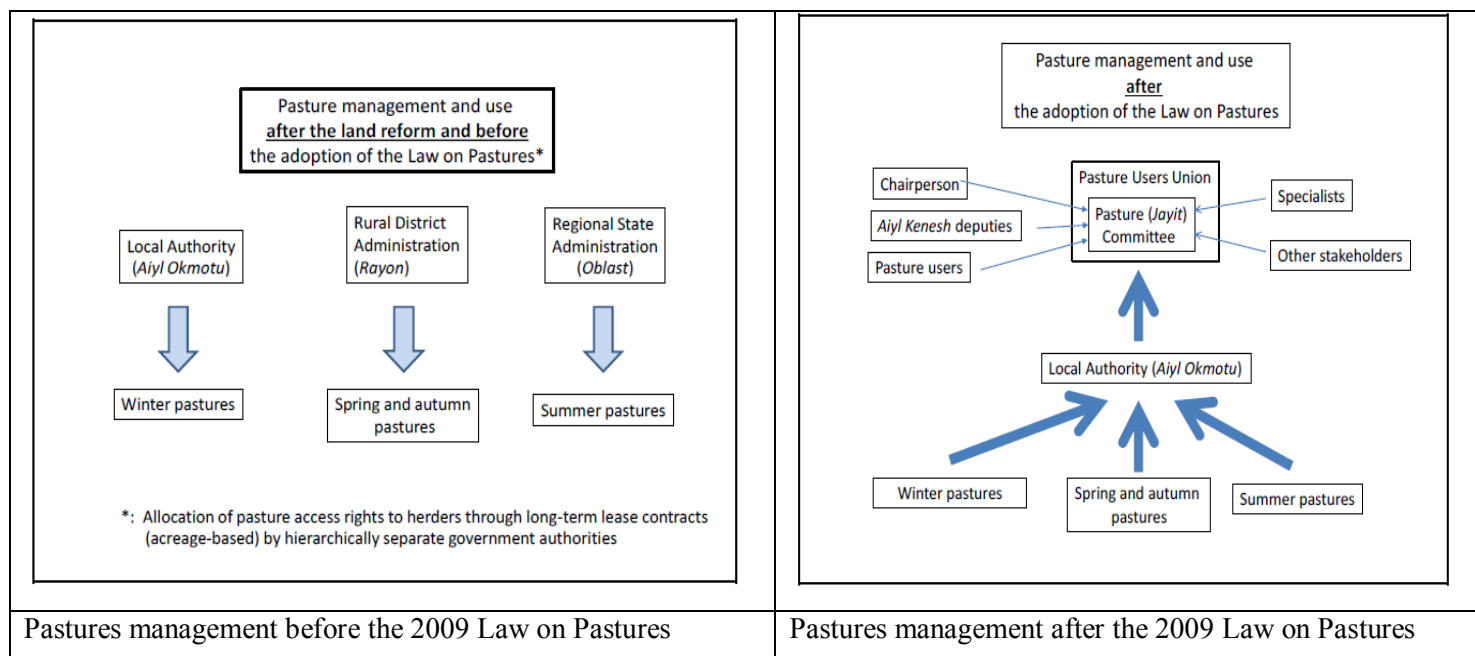 Pasture management and use
after the land reform and before
the adoption of the Law on Pastures*
Local Authority
(Aiyl Okmotu)
Rural District
Administration
(Rayon)
Regional State
Administration
(Oblast)
Winter pastures
Spring and autumn
pastures
Summer pastures
*: Allocation of pasture access rights to herders through long-term lease contracts
(acreage-based) by hierarchically separate government authorities
Pastures management before the 2009 Law on Pastures
Pasture management and use
after
the adoption of the Law on Pastures
Chairperson
Aiyl Kenesh deputies
Pasture users
Pasture Users Union
Pasture (Jayit)
Committee
Specialists
Other stakeholders
Local Authority (Aiyl Okmotu)
Winter pastures
Spring and autumn
pastures
Summer pastures
Pastures management after the 2009 Law on Pastures